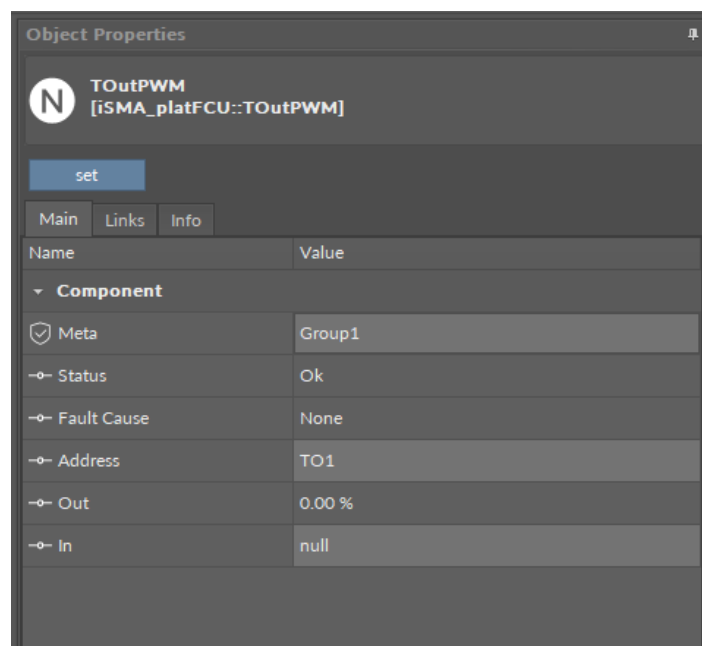 Object Properties
N
TOutPWM
[iSMA_platFCU::TOutPWM]
set
Main Links Info
Name Value
Component
Meta Group1
Status Ok
Fault Cause None
Address TO1
Out 0.00 %
In null